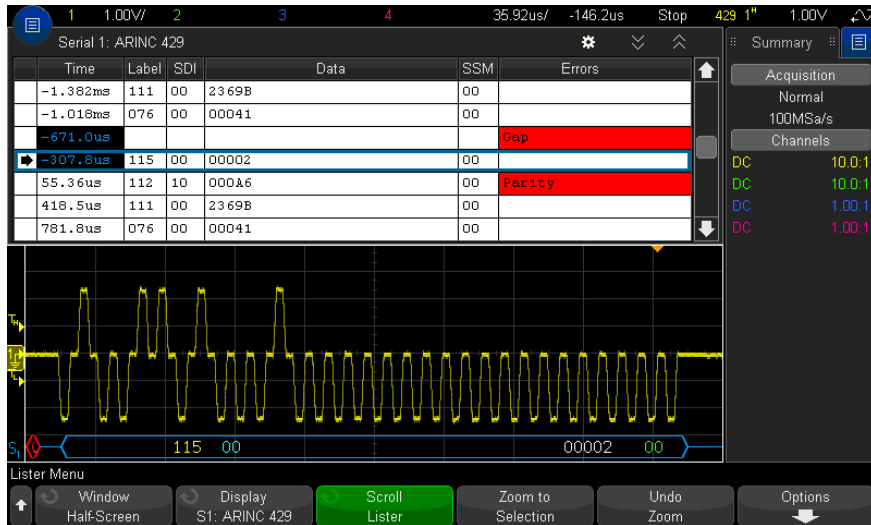 1 1.00V/ 2 3 4 35.92us/ -146.2us Stop 429 1ᴴ 1.00V
Serial 1: ARINC 429
Summary
Time Label SDI Data SSM Errors
Acquisition
-1.382ms 111 00 2369B 00
Normal
-1.018ms 076 00 00041 00
100MSa/s
-671.0us Gap
Channels
-307.8us 115 00 00002 00
DC 10.0:1
55.36us 112 10 000A6 00 Parity
DC 10.0:1
418.5us 111 00 2369B 00
DC 1.00:1
781.8us 076 00 00041 00
DC 1.00:1
TH
1
TL
S1 115 00 00002 00
Lister Menu
Window Display Scroll Zoom to Undo Options
Half-Screen S1: ARINC 429 Lister Selection Zoom